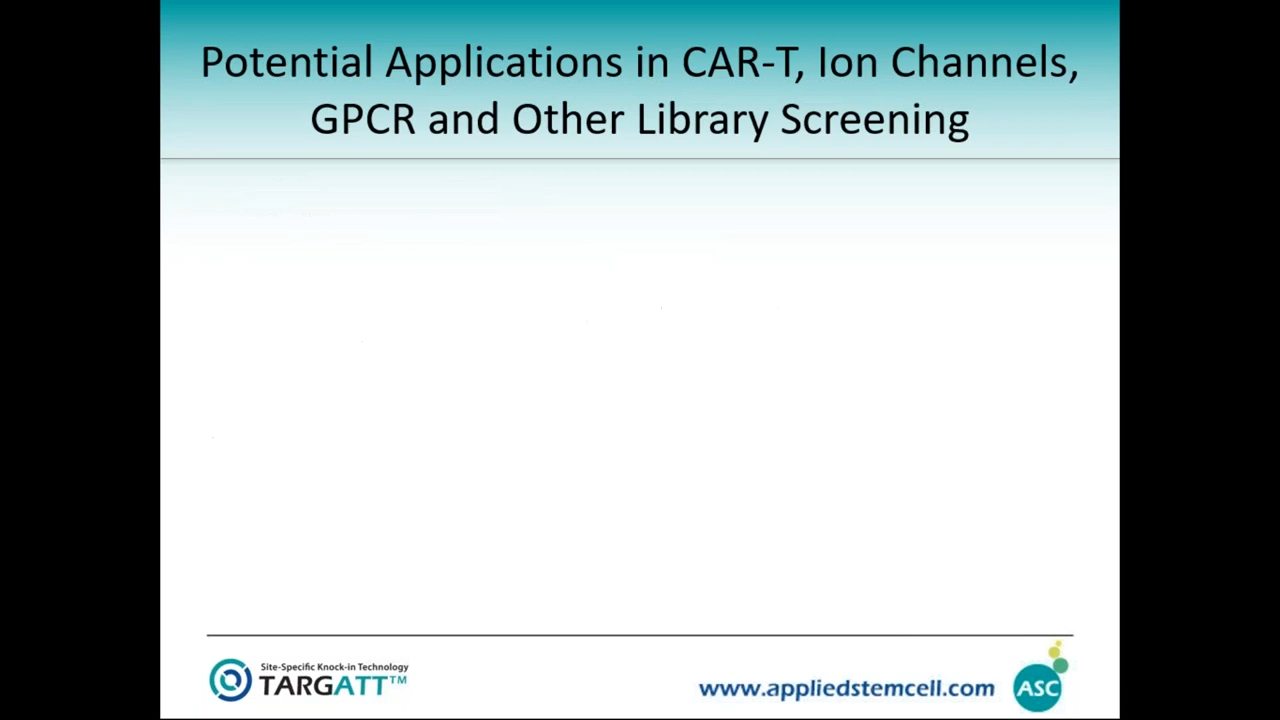 Potential Applications in CAR-T, Ion Channels,
GPCR and Other Library Screening
Site-Specific Knock-in Technology
TARGATT™
www.appliedstemcell.com
ASC